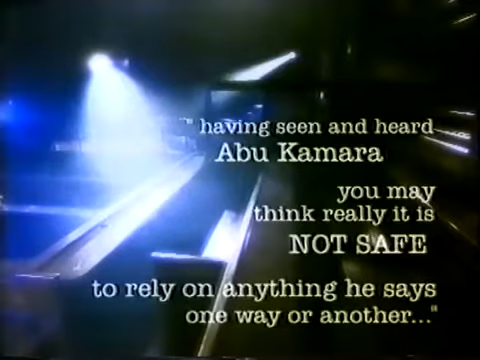 "having seen and heard
Abu Kamara
you may
think really it is
NOT SAFE
to rely on anything he says
one way or another..."